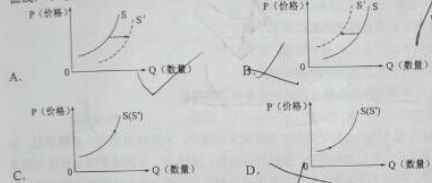 P（价格） S S'
0 Q（数量）
A.
P（价格） S' S
0 Q（数量）
B.
P（价格） S(S')
0 Q（数量）
C.
P（价格） S(S')
0 Q（数量）
D.